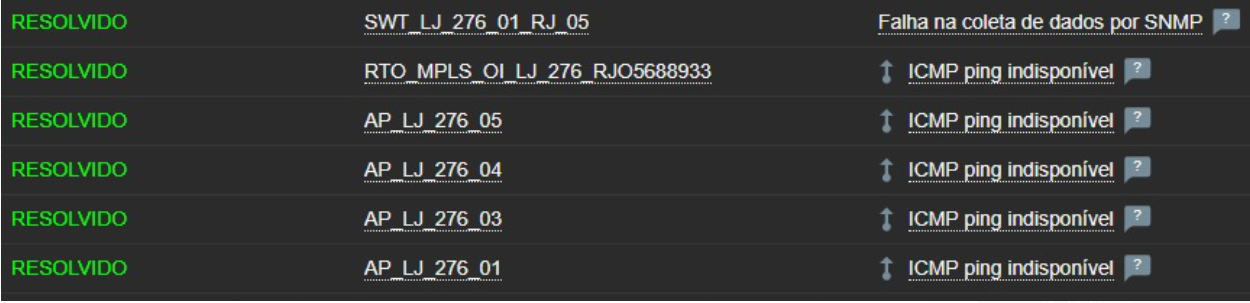 RESOLVIDO SWT_LJ_276_01_RJ_05 Falha na coleta de dados por SNMP ?
RESOLVIDO RTO_MPLS_OI_LJ_276_RJO5688933 ICMP ping indisponível ?
RESOLVIDO AP_LJ_276_05 ICMP ping indisponível ?
RESOLVIDO AP_LJ_276_04 ICMP ping indisponível ?
RESOLVIDO AP_LJ_276_03 ICMP ping indisponível ?
RESOLVIDO AP_LJ_276_01 ICMP ping indisponível ?